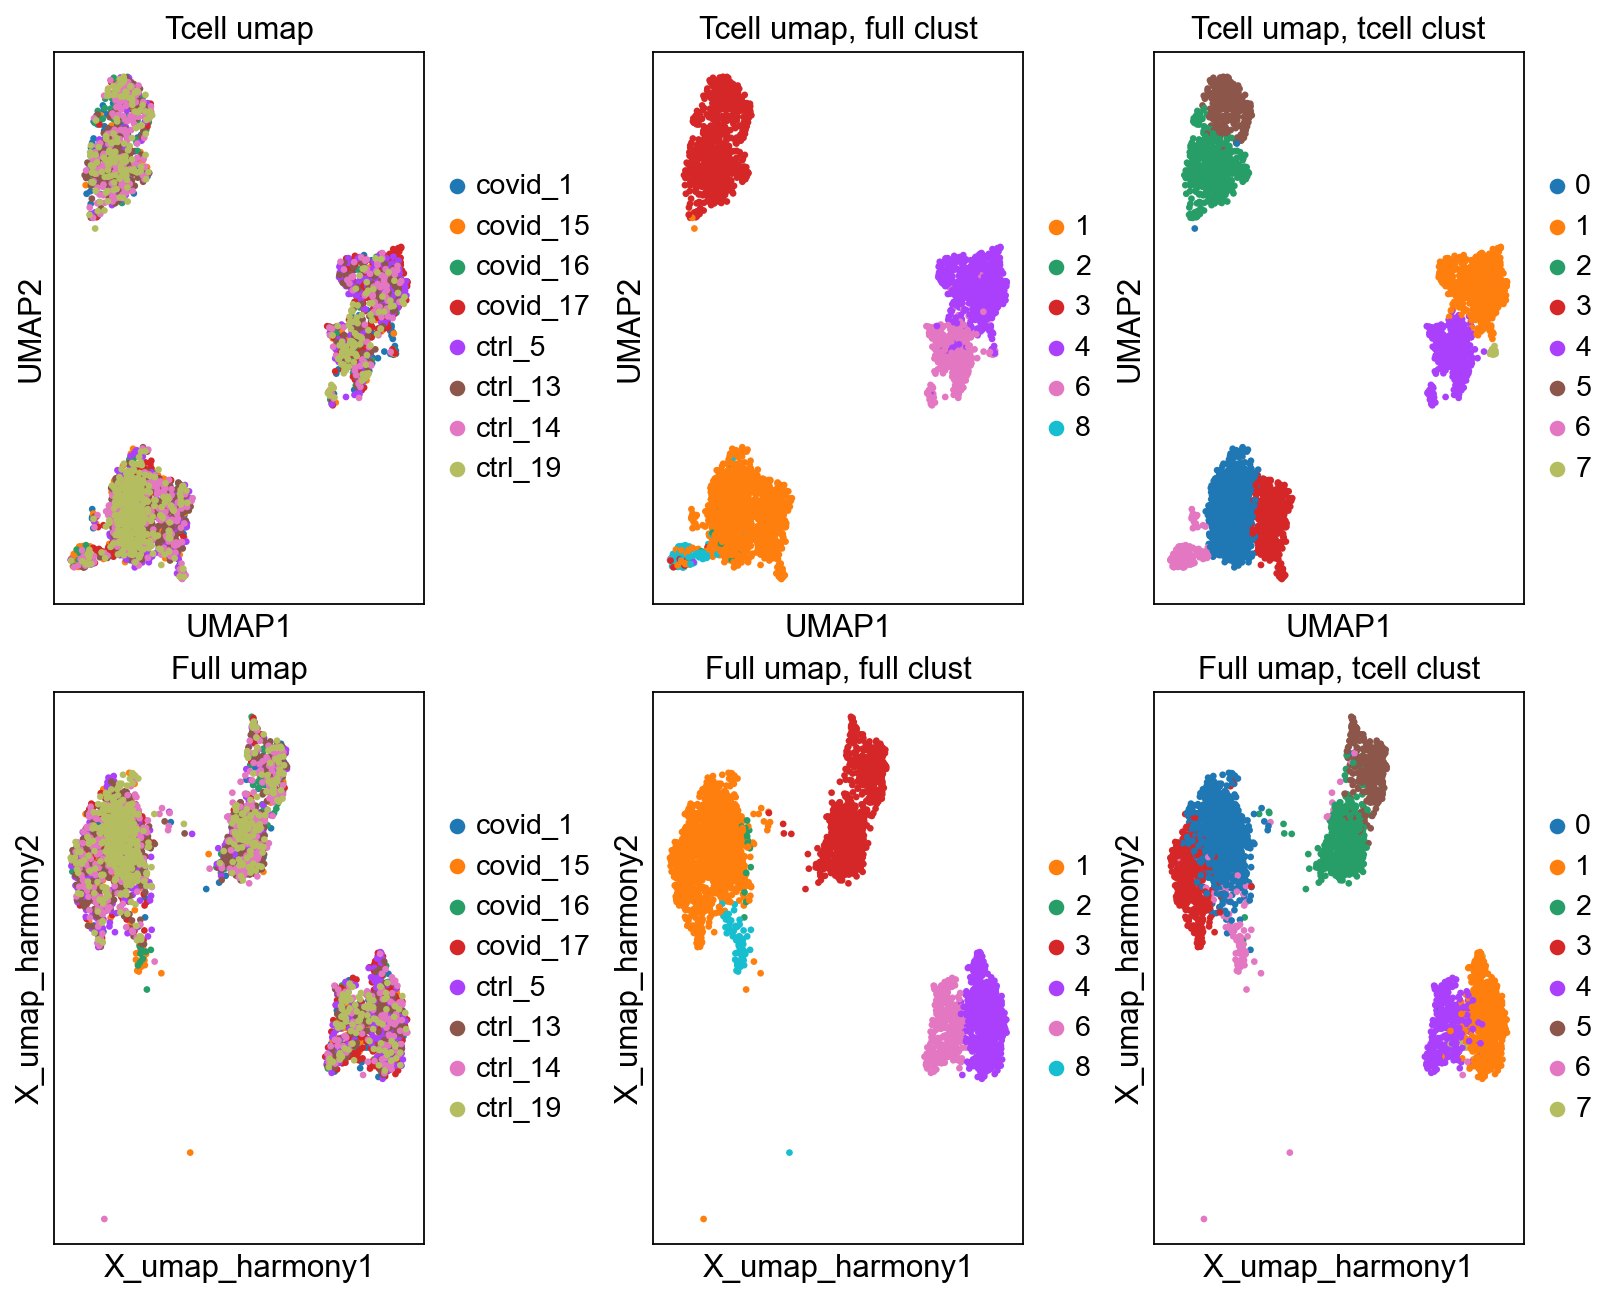 Tcell umap
UMAP2
UMAP1
covid_1
covid_15
covid_16
covid_17
ctrl_5
ctrl_13
ctrl_14
ctrl_19
Tcell umap, full clust
UMAP2
UMAP1
1
2
3
4
6
8
Tcell umap, tcell clust
UMAP2
UMAP1
0
1
2
3
4
5
6
7
Full umap
X_umap_harmony2
X_umap_harmony1
covid_1
covid_15
covid_16
covid_17
ctrl_5
ctrl_13
ctrl_14
ctrl_19
Full umap, full clust
X_umap_harmony2
X_umap_harmony1
1
2
3
4
6
8
Full umap, tcell clust
X_umap_harmony2
X_umap_harmony1
0
1
2
3
4
5
6
7